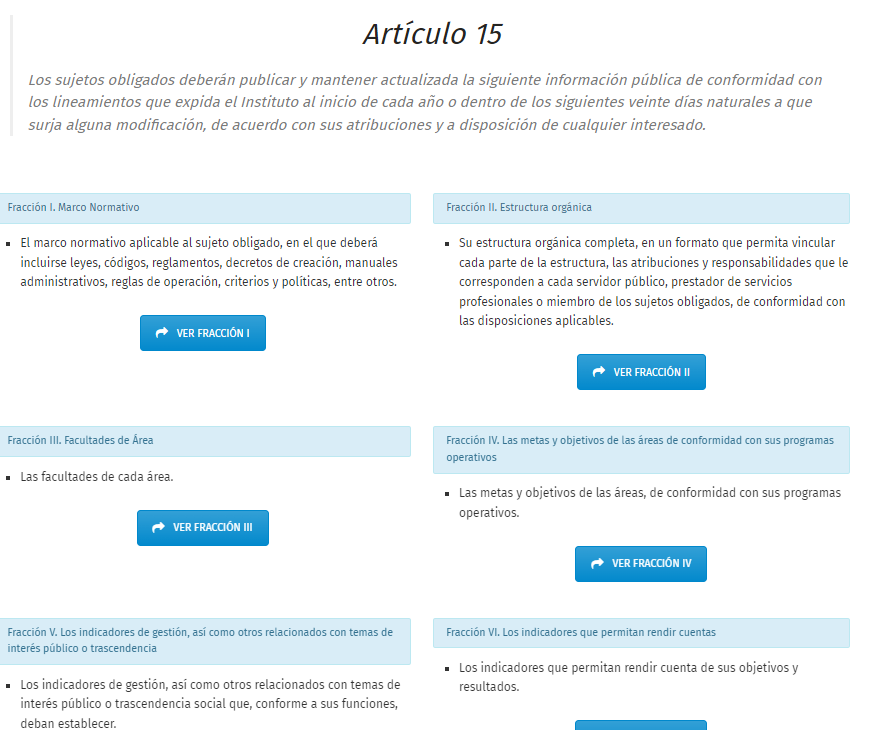 Artículo 15
Los sujetos obligados deberán publicar y mantener actualizada la siguiente información pública de conformidad con
los lineamientos que expida el Instituto al inicio de cada año o dentro de los siguientes veinte días naturales a que
surja alguna modificación, de acuerdo con sus atribuciones y a disposición de cualquier interesado.
Fracción I. Marco Normativo
El marco normativo aplicable al sujeto obligado, en el que deberá
incluirse leyes, códigos, reglamentos, decretos de creación, manuales
administrativos, reglas de operación, criterios y políticas, entre otros.
VER FRACCIÓN I
Fracción II. Estructura orgánica
Su estructura orgánica completa, en un formato que permita vincular
cada parte de la estructura, las atribuciones y responsabilidades que le
corresponden a cada servidor público, prestador de servicios
profesionales o miembro de los sujetos obligados, de conformidad con
las disposiciones aplicables.
VER FRACCIÓN II
Fracción III. Facultades de Área
Las facultades de cada área.
VER FRACCIÓN III
Fracción IV. Las metas y objetivos de las áreas de conformidad con sus programas
operativos
Las metas y objetivos de las áreas, de conformidad con sus programas
operativos.
VER FRACCIÓN IV
Fracción V. Los indicadores de gestión, así como otros relacionados con temas de
interés público o trascendencia
Los indicadores de gestión, así como otros relacionados con temas de
interés público o trascendencia social que, conforme a sus funciones,
deban establecer.
Fracción VI. Los indicadores que permitan rendir cuentas
Los indicadores que permitan rendir cuenta de sus objetivos y
resultados.